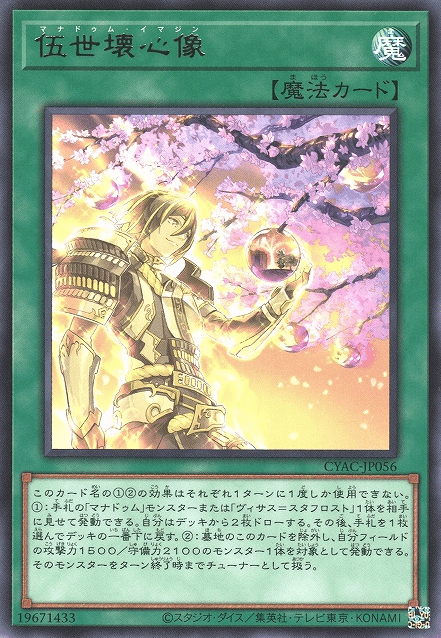 マナドゥム イマジン
伍世壊心像
魔
まほう
【魔法カード】
CYAC-JP056
このカード名の①②の効果はそれぞれ1ターンに1度しか使用できない。
①：手札の「マナドゥム」モンスターまたは「ヴィサス＝スタフロスト」1体を相手
に見せて発動できる。自分はデッキから2枚ドローする。その後、手札を1枚
選んでデッキの一番下に戻す。②：墓地のこのカードを除外し、自分フィールド
の攻撃力1500／守備力2100のモンスター1体を対象として発動できる。
そのモンスターをターン終了時までチューナーとして扱う。
19671433
©スタジオ・ダイス／集英社・テレビ東京・KONAMI